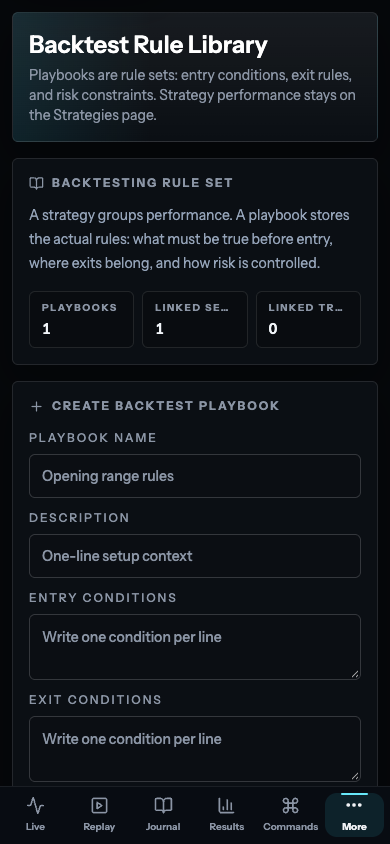 Backtest Rule Library
Playbooks are rule sets: entry conditions, exit rules,
and risk constraints. Strategy performance stays on
the Strategies page.
BACKTESTING RULE SET
A strategy groups performance. A playbook stores
the actual rules: what must be true before entry,
where exits belong, and how risk is controlled.
PLAYBOOKS
1
LINKED SE...
1
LINKED TR...
0
CREATE BACKTEST PLAYBOOK
PLAYBOOK NAME
Opening range rules
DESCRIPTION
One-line setup context
ENTRY CONDITIONS
Write one condition per line
EXIT CONDITIONS
Write one condition per line
Live
Replay
Journal
Results
Commands
More